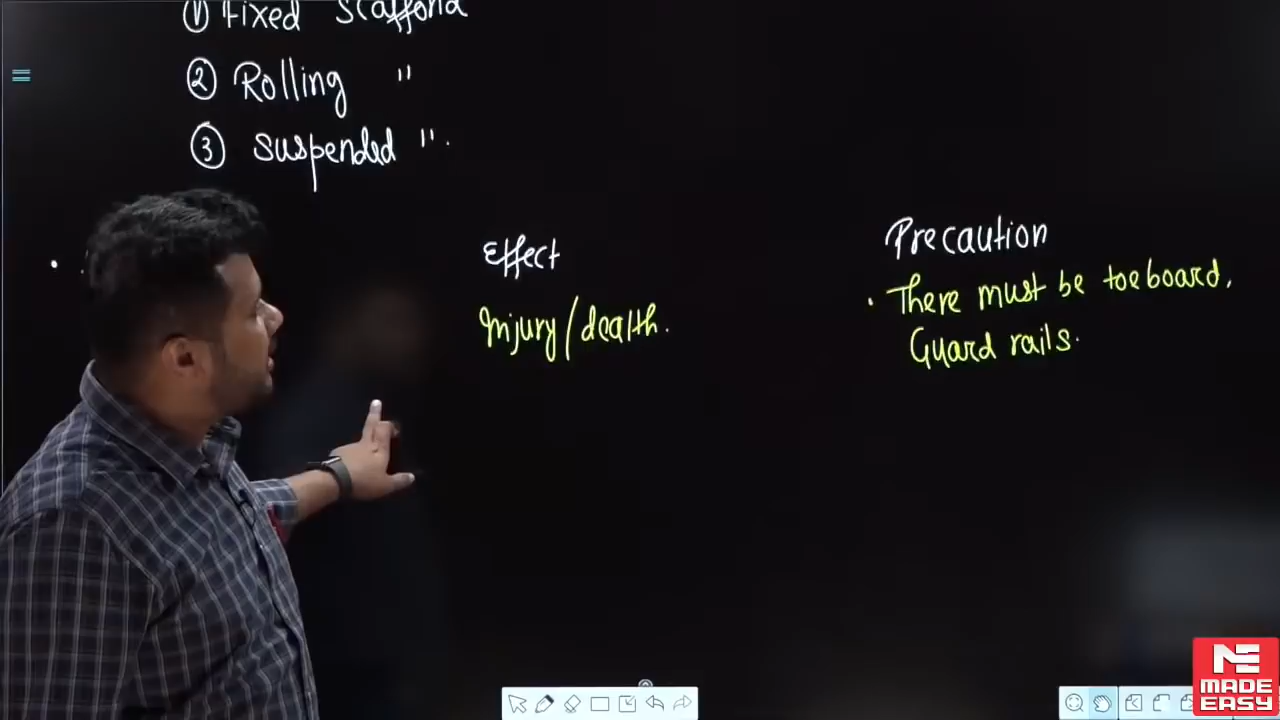 ① Fixed Scaffold
② Rolling "
③ Suspended ".
Effect
Precaution
Injury/death.
• There must be toeboard,
Guard rails.
ME
MADE
EASY